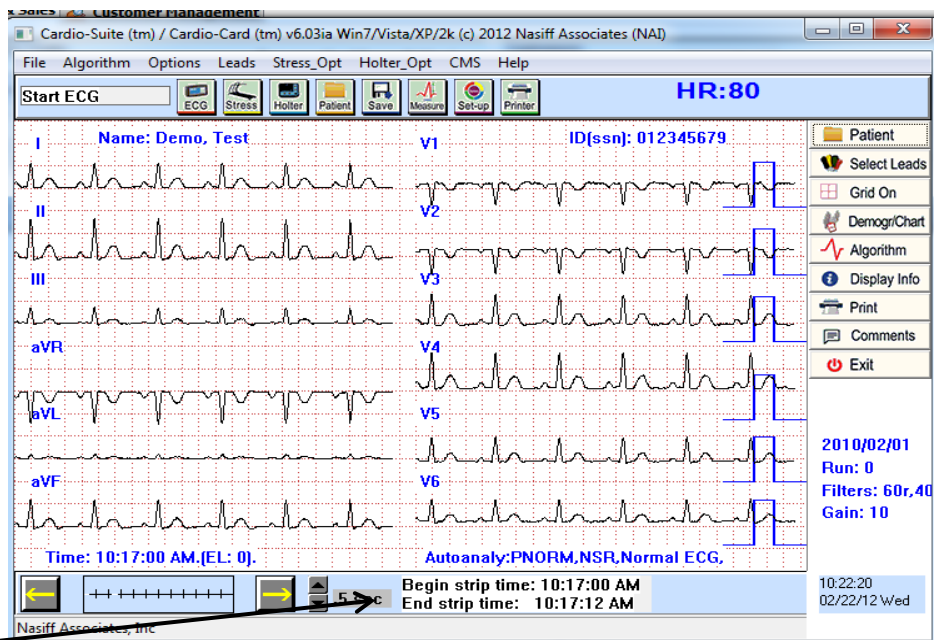 & Sales Customer Management
Cardio-Suite (tm) / Cardio-Card (tm) v6.03ia Win7/Vista/XP/2k (c) 2012 Nasiff Associates (NAI)
File Algorithm Options Leads Stress_Opt Holter_Opt CMS Help
Start ECG ECG Stress Holter Patient Save Measure Set-up Printer HR:80
I Name: Demo, Test V1 ID(ssn): 012345679 Patient
Select Leads
II V2 Grid On
Demogr/Chart
Algorithm
III V3 Display Info
Print
aVR V4 Comments
Exit
aVL V5
2010/02/01
Run: 0
aVF V6 Filters: 60r,40
Gain: 10
Time: 10:17:00 AM.(EL: 0). Autoanaly:PNORM,NSR,Normal ECG,
Begin strip time: 10:17:00 AM 10:22:20
5 End strip time: 10:17:12 AM 02/22/12 Wed
Nasiff Associates, Inc